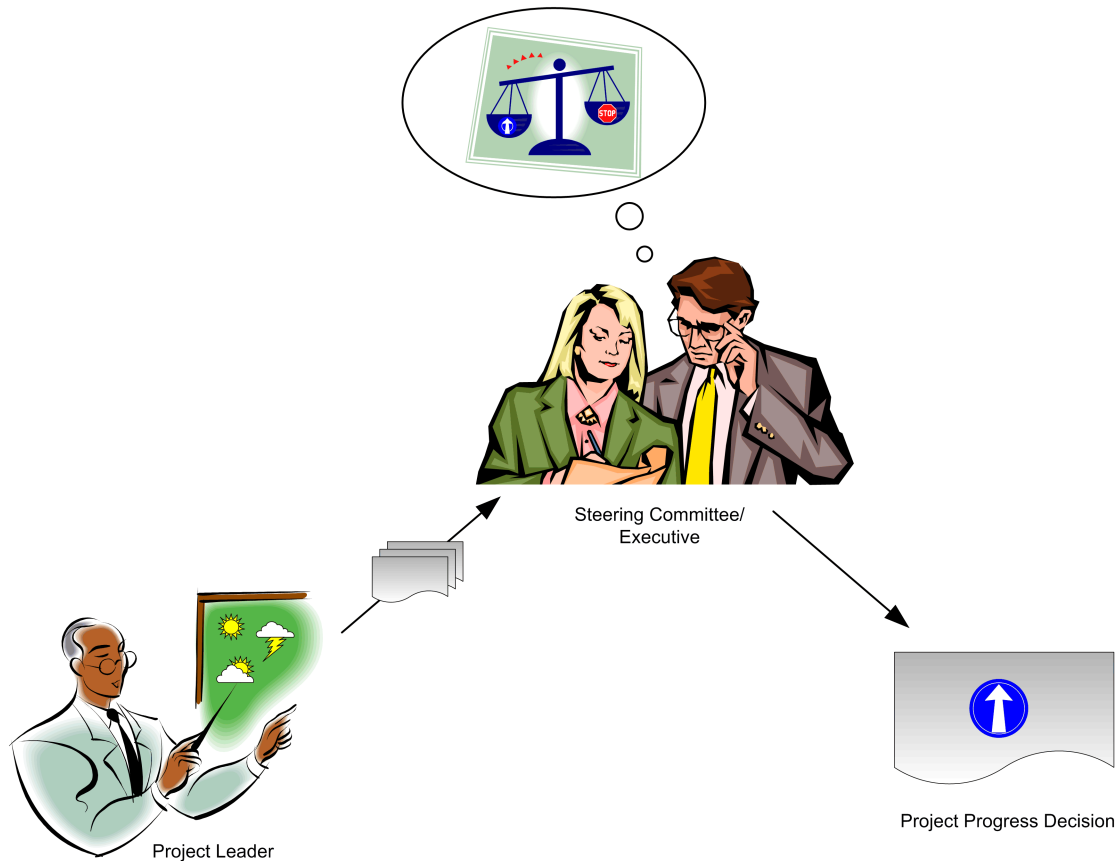 STOP
Steering Committee/
Executive
Project Progress Decision
Project Leader